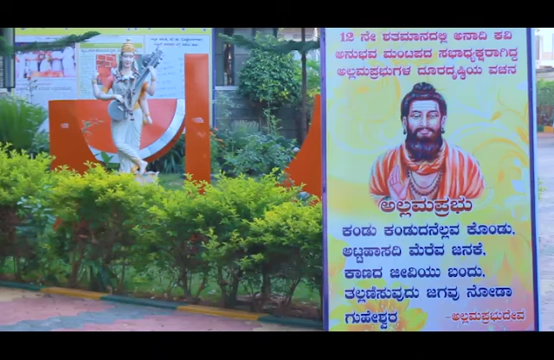 12 ನೇ ಶತಮಾನದಲ್ಲಿ ಅನಾದಿ ಕವಿ
ಅನುಭವ ಮಂಟಪದ ಸಭಾಧ್ಯಕ್ಷರಾಗಿದ್ದ
ಅಲ್ಲಮಪ್ರಭುಗಳ ದೂರದೃಷ್ಠಿಯ ವಚನ
ಅಲ್ಲಮಪ್ರಭು
ಕಂಡು ಕಂಡುದನೆಲ್ಲವ ಕೊಂಡು,
ಅಟ್ಟಹಾಸದಿ ಮೆರೆವ ಜನಕೆ,
ಕಾಣದ ಜೀವಿಯು ಬಂದು,
ತಲ್ಲಣಿಸುವುದು ಜಗವು ನೋಡಾ
ಗುಹೇಶ್ವರ
-ಅಲ್ಲಮಪ್ರಭುದೇವ